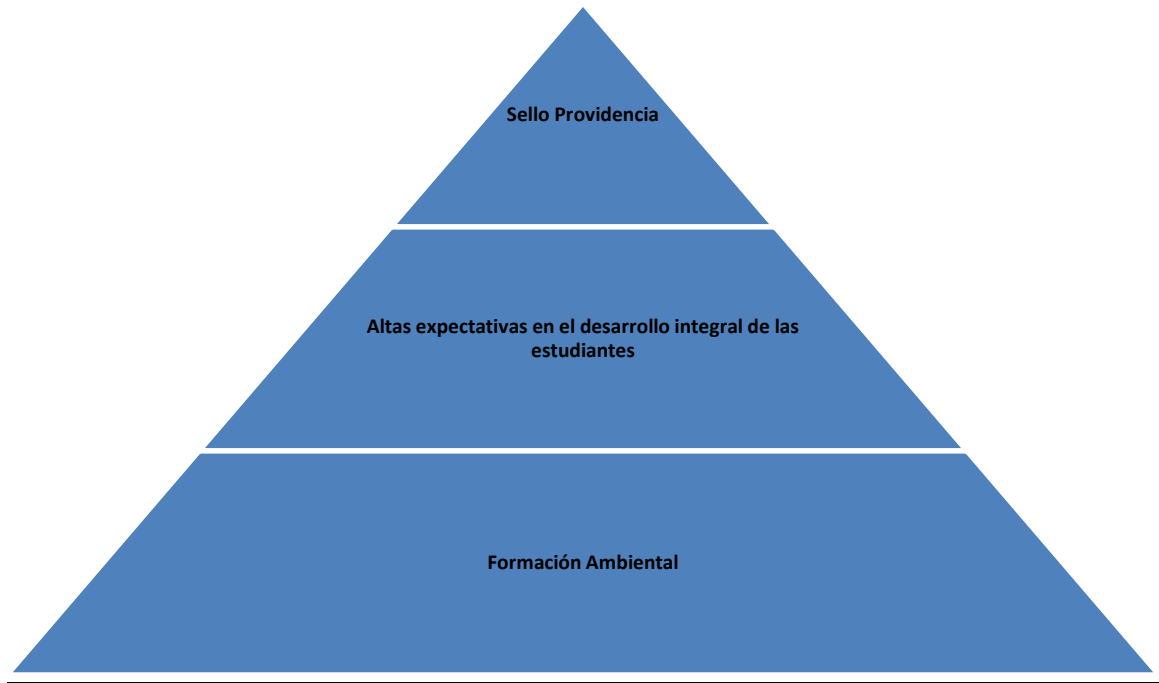 Sello Providencia
Altas expectativas en el desarrollo integral de las
estudiantes
Formación Ambiental